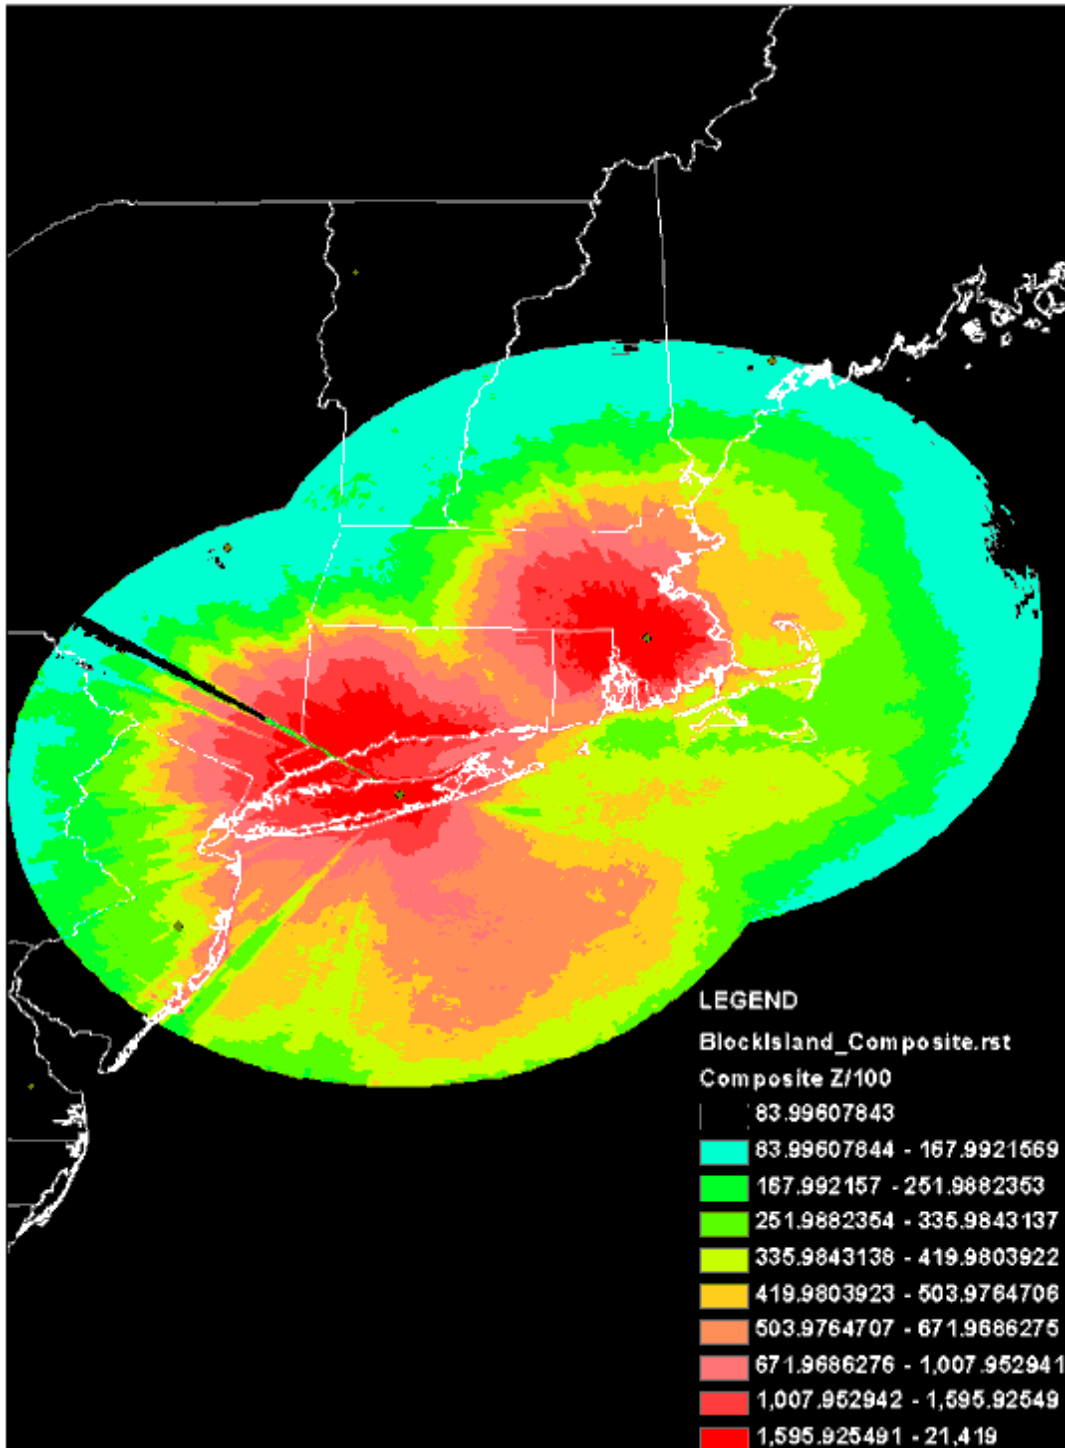 LEGEND
BlockIsland_Composite.rst
Composite Z/100
83.99607843
83.99607844 - 167.9921569
167.992157 - 251.9882353
251.9882354 - 335.9843137
335.9843138 - 419.9803922
419.9803923 - 503.9764706
503.9764707 - 671.9686275
671.9686276 - 1,007.952941
1,007.952942 - 1,595.92549
1,595.925491 - 21,419